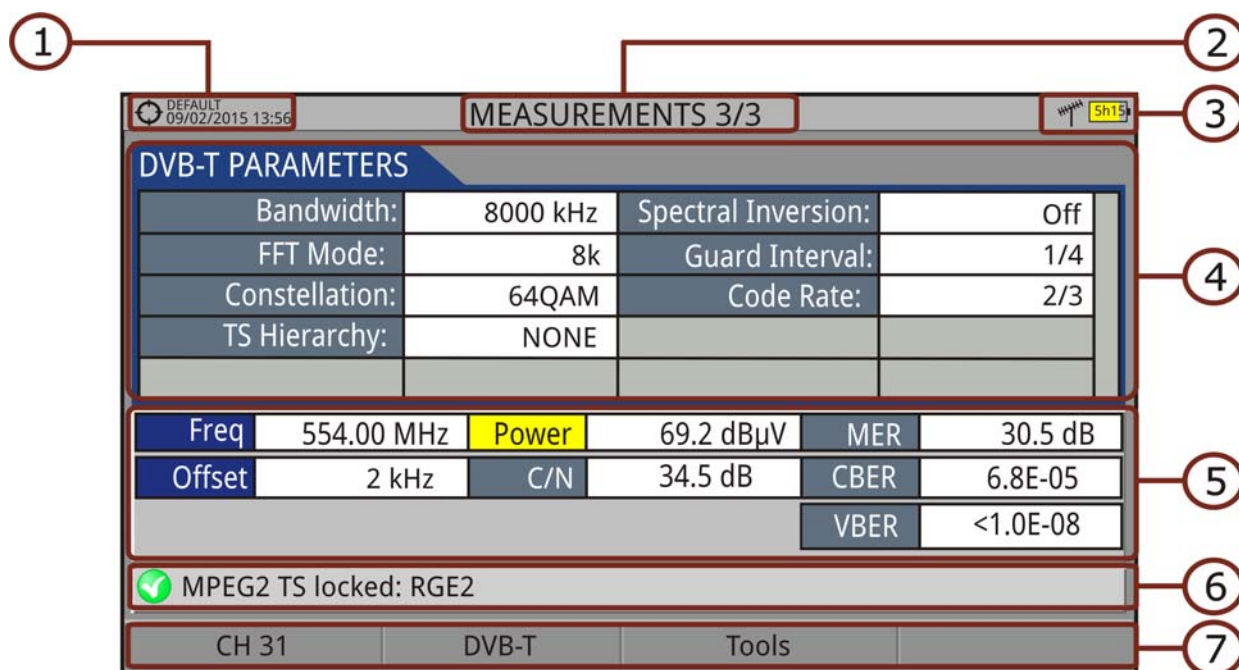 1
2
DEFAULT
09/02/2015 13:56
MEASUREMENTS 3/3
5h15
3
DVB-T PARAMETERS
Bandwidth: 8000 kHz Spectral Inversion: Off
FFT Mode: 8k Guard Interval: 1/4
Constellation: 64QAM Code Rate: 2/3
TS Hierarchy: NONE
4
Freq 554.00 MHz Power 69.2 dBµV MER 30.5 dB
Offset 2 kHz C/N 34.5 dB CBER 6.8E-05
VBER <1.0E-08
5
MPEG2 TS locked: RGE2
6
CH 31 DVB-T Tools
7